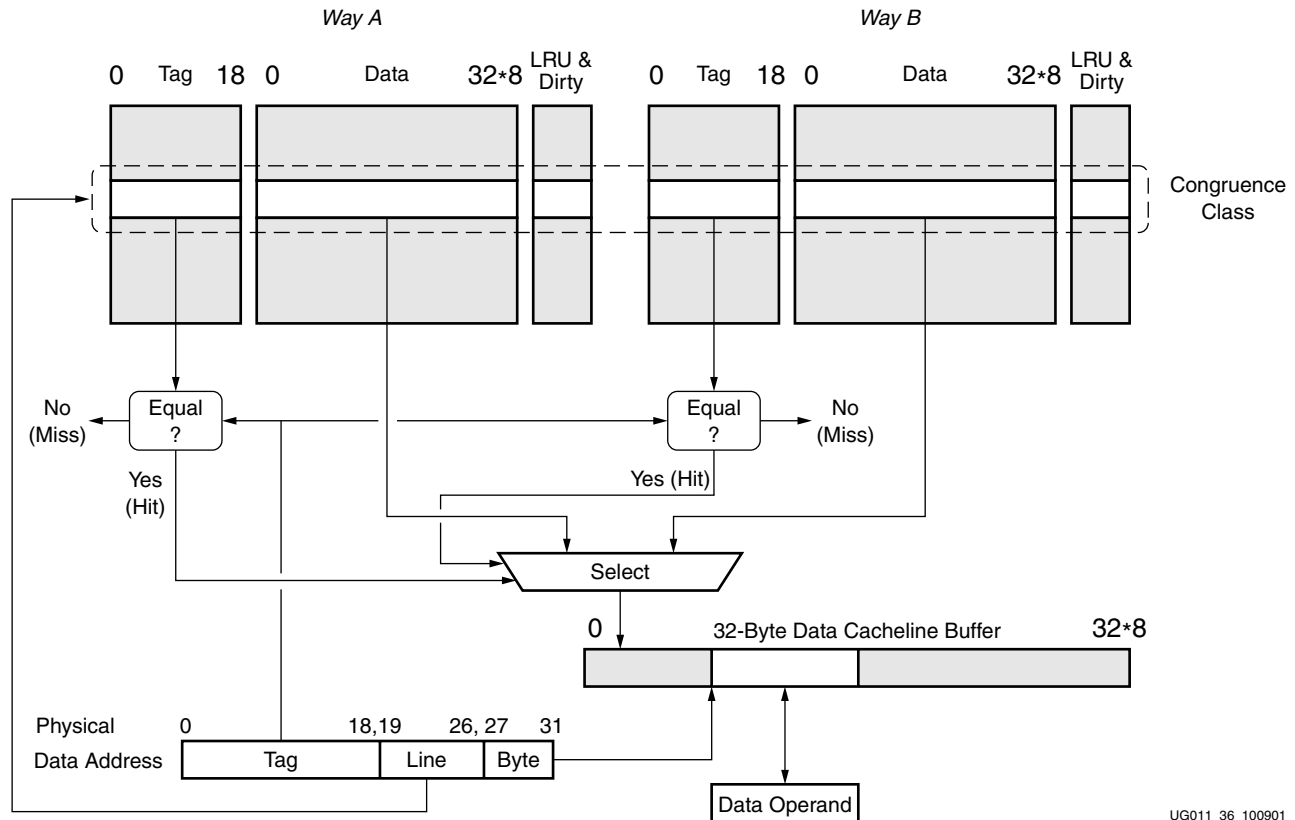 Way A
Way B
0 Tag 18 0 Data 32*8 LRU & Dirty
0 Tag 18 0 Data 32*8 LRU & Dirty
Congruence
Class
No
(Miss)
Equal
?
Equal
?
No
(Miss)
Yes
(Hit)
Yes (Hit)
Select
0 32-Byte Data Cacheline Buffer 32*8
Physical
Data Address
0 18,19 26, 27 31
Tag Line Byte
Data Operand
UG011_36_100901